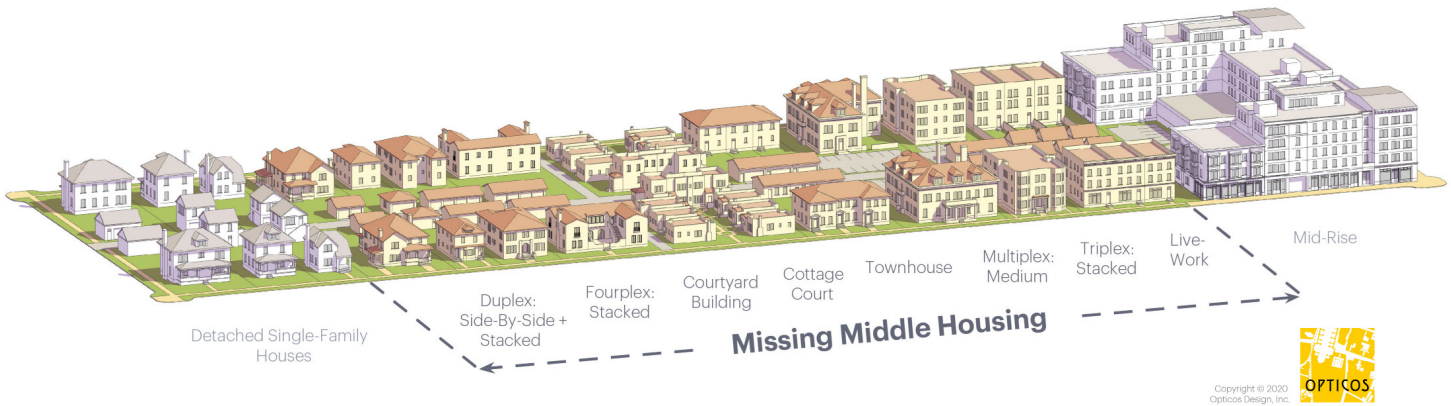 Detached Single-Family
Houses
Duplex:
Side-By-Side +
Stacked
Fourplex:
Stacked
Courtyard
Building
Cottage
Court
Townhouse
Multiplex:
Medium
Triplex:
Stacked
Live-
Work
Mid-Rise
Missing Middle Housing
Copyright © 2020
Opticos Design, Inc.
OPTICOS